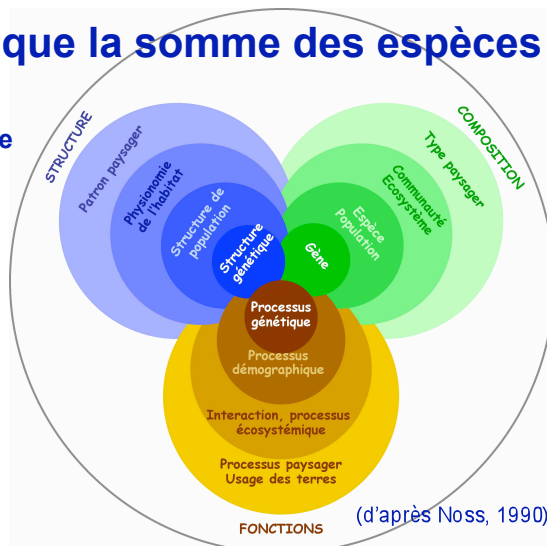 que la somme des espèces
e
STRUCTURE
Patron paysager
Physionomie
de l'habitat
Structure de
population
Structure
génétique
COMPOSITION
Type paysager
Communauté
Ecosystème
Espèce
Population
Gène
Processus
génétique
Processus
démographique
Interaction, processus
écosystémique
Processus paysager
Usage des terres
FONCTIONS
(d'après Noss, 1990)